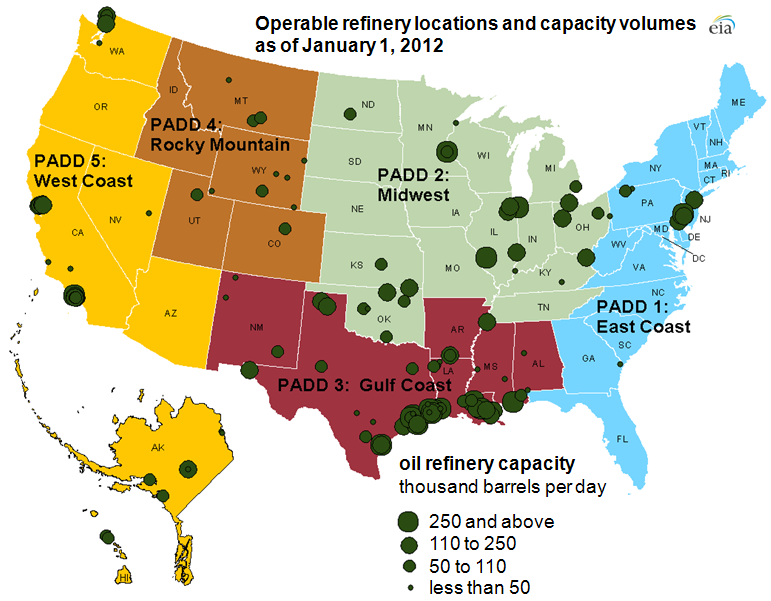 Operable refinery locations and capacity volumes
as of January 1, 2012
eia
WA
OR
ID
MT
ND
MN
ME
PADD 4:
Rocky Mountain
VT
NH
PADD 5:
West Coast
SD
WI
MI
NY
MA
CT
RI
WY
PADD 2:
Midwest
NE
IA
PA
NJ
NV
UT
CA
CO
IL
IN
OH
MD
DE
DC
WV
VA
KS
MO
KY
NC
AZ
NM
OK
TN
PADD 1:
East Coast
AR
SC
MS
AL
GA
LA
PADD 3: Gulf Coast
FL
AK
HI
oil refinery capacity
thousand barrels per day
250 and above
110 to 250
50 to 110
less than 50